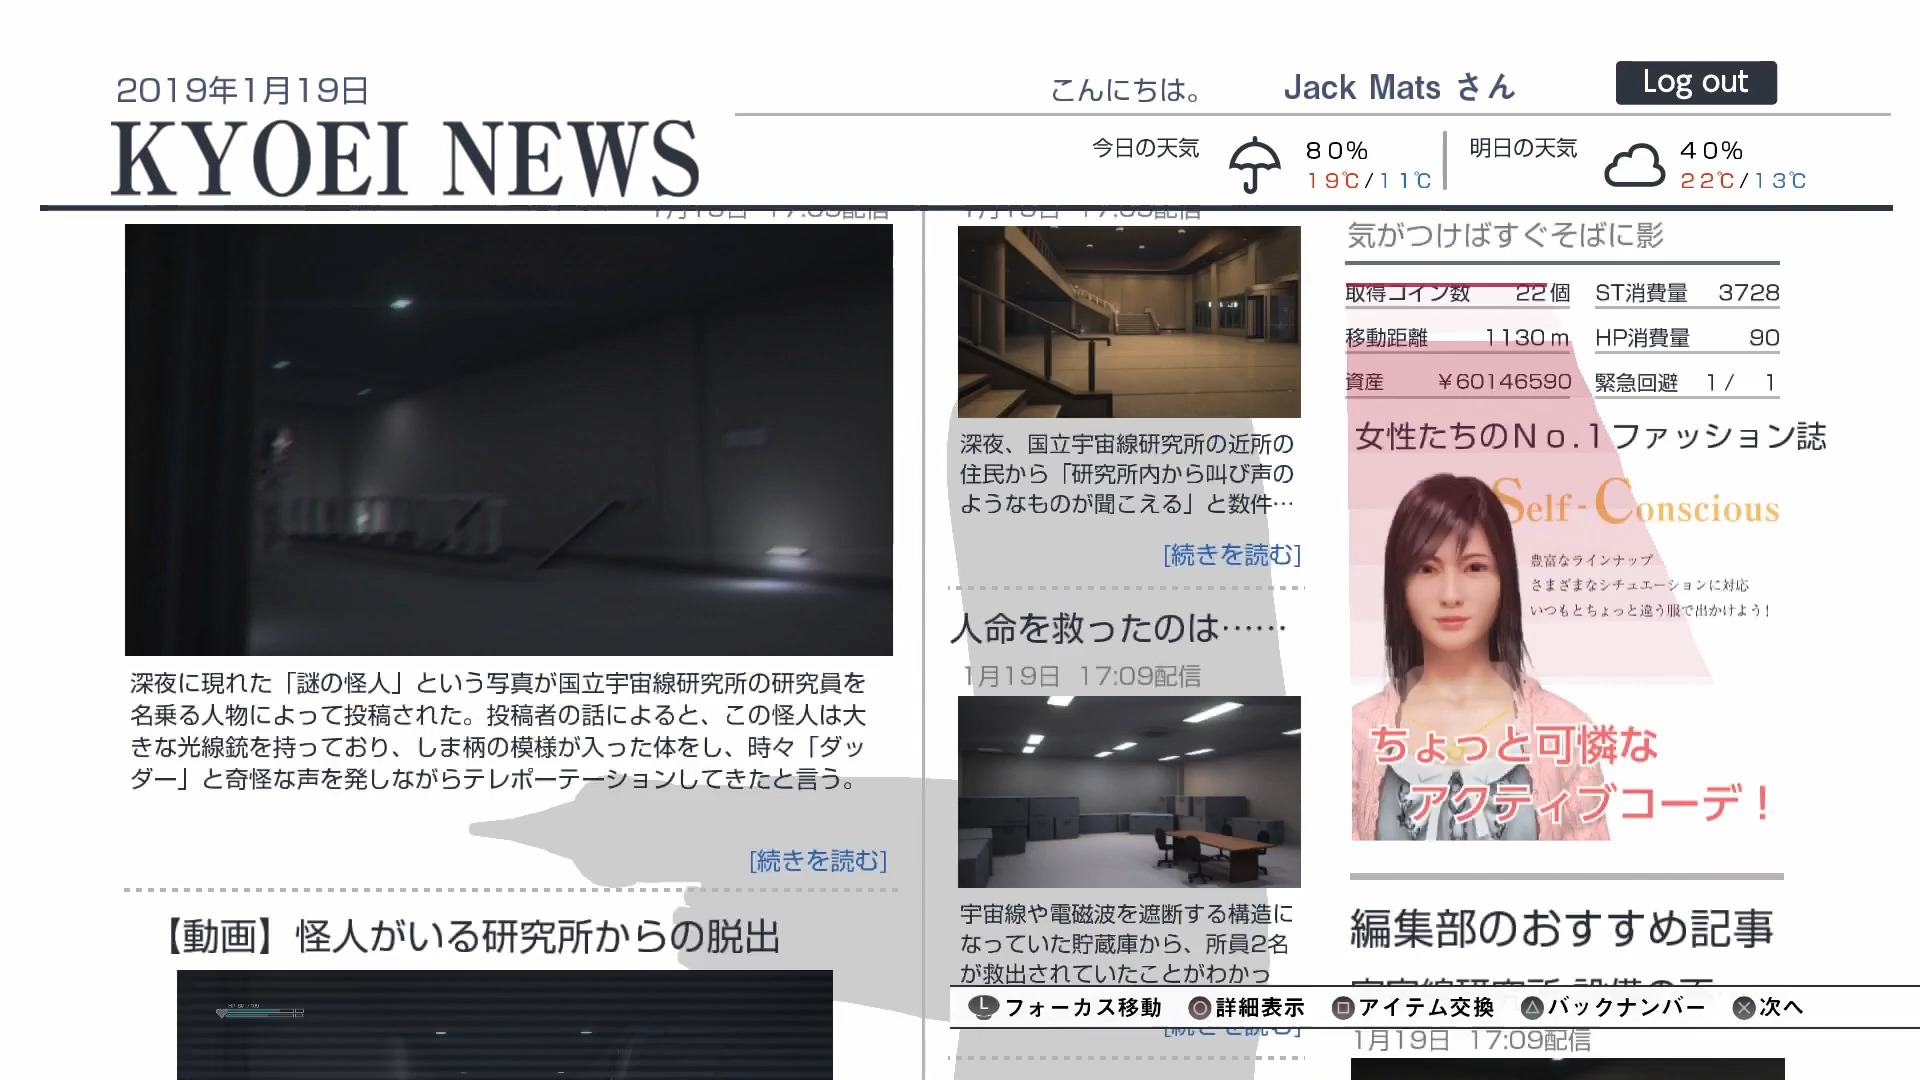 2019年1月19日
KYOEI NEWS
こんにちは。 Jack Mats さん
Log out
今日の天気
80%
19℃/11℃
明日の天気
40%
22℃/13℃
17:09配信
17:09配信
深夜に現れた「謎の怪人」という写真が国立宇宙線研究所の研究員を
名乗る人物によって投稿された。投稿者の話によると、この怪人は大
きな光線銃を持っており、しま柄の模様が入った体をし、時々「ダッ
ダー」と奇怪な声を発しながらテレポーテーションしてきたと言う。
[続きを読む]
【動画】怪人がいる研究所からの脱出
深夜、国立宇宙線研究所の近所の
住民から「研究所内から叫び声の
ようなものが聞こえる」と数件…
[続きを読む]
人命を救ったのは……
1月19日 17:09配信
宇宙線や電磁波を遮断する構造に
なっていた貯蔵庫から、所員2名
が救出されていたことがわかっ
[続きを読む]
気がつけばすぐそばに影
取得コイン数 22個
ST消費量 3728
移動距離 1130m
HP消費量 90
資産 ￥60146590
緊急回避 1/ 1
女性たちのNo.1ファッション誌
Self-Conscious
豊富なラインナップ
さまざまなシチュエーションに対応
いつもとちょっと違う服で出かけよう!
ちょっと可憐な
アクティブコーデ！
編集部のおすすめ記事
1月19日 17:09配信
L フォーカス移動 詳細表示 アイテム交換 バックナンバー 次へ